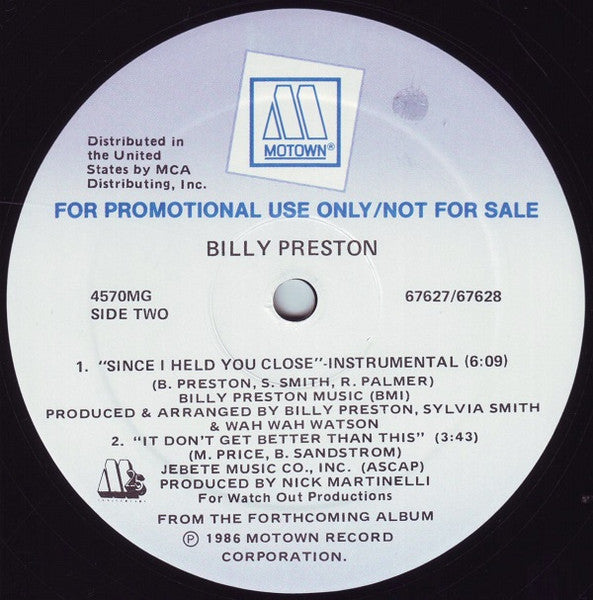 MOTOWN®
Distributed in
the United
States by MCA
Distributing, Inc.
FOR PROMOTIONAL USE ONLY/NOT FOR SALE
BILLY PRESTON
4570MG
SIDE TWO
67627/67628
1. "SINCE I HELD YOU CLOSE"-INSTRUMENTAL (6:09)
(B. PRESTON, S. SMITH, R. PALMER)
BILLY PRESTON MUSIC (BMI)
PRODUCED & ARRANGED BY BILLY PRESTON, SYLVIA SMITH
& WAH WAH WATSON
2. "IT DON'T GET BETTER THAN THIS" (3:43)
(M. PRICE, B. SANDSTROM)
JEBETE MUSIC CO., INC. (ASCAP)
PRODUCED BY NICK MARTINELLI
For Watch Out Productions
M 25
FROM THE FORTHCOMING ALBUM
℗ 1986 MOTOWN RECORD
CORPORATION.